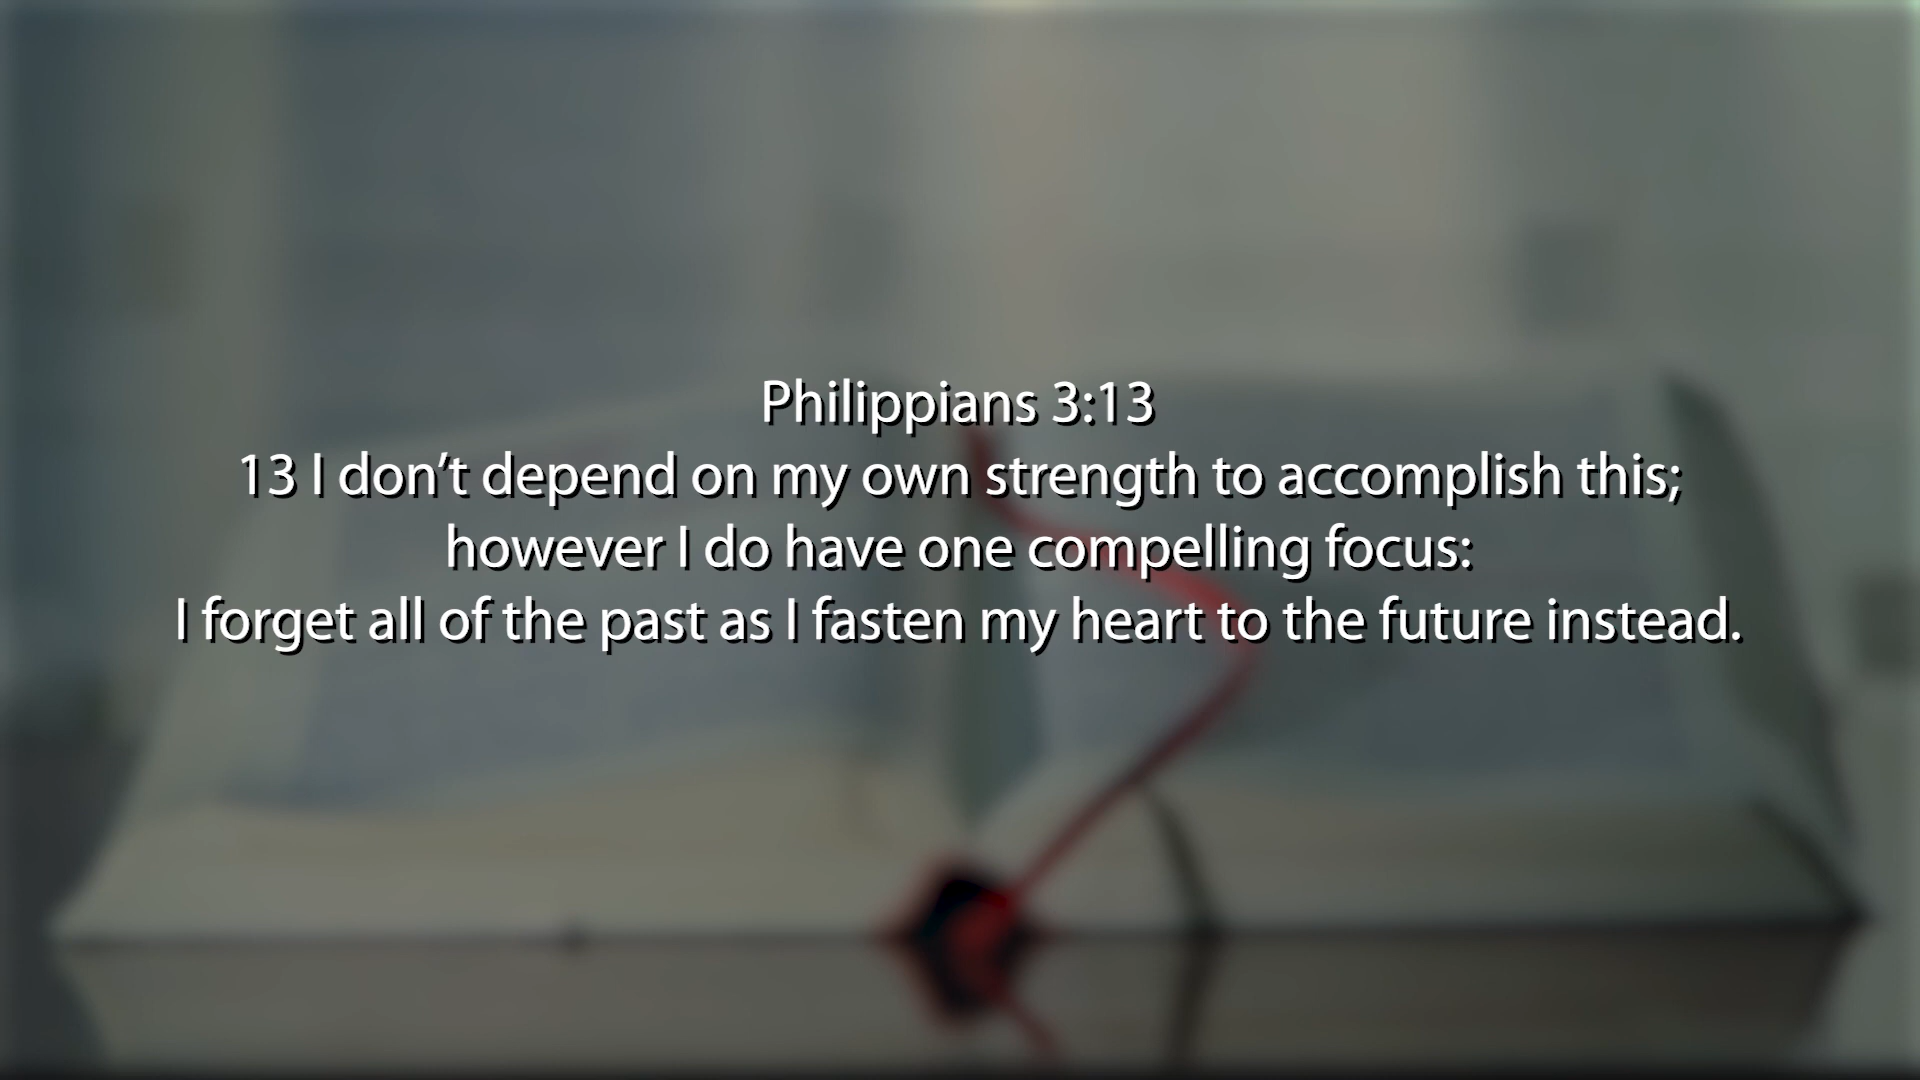 Philippians 3:13
13 I don’t depend on my own strength to accomplish this;
however I do have one compelling focus:
I forget all of the past as I fasten my heart to the future instead.